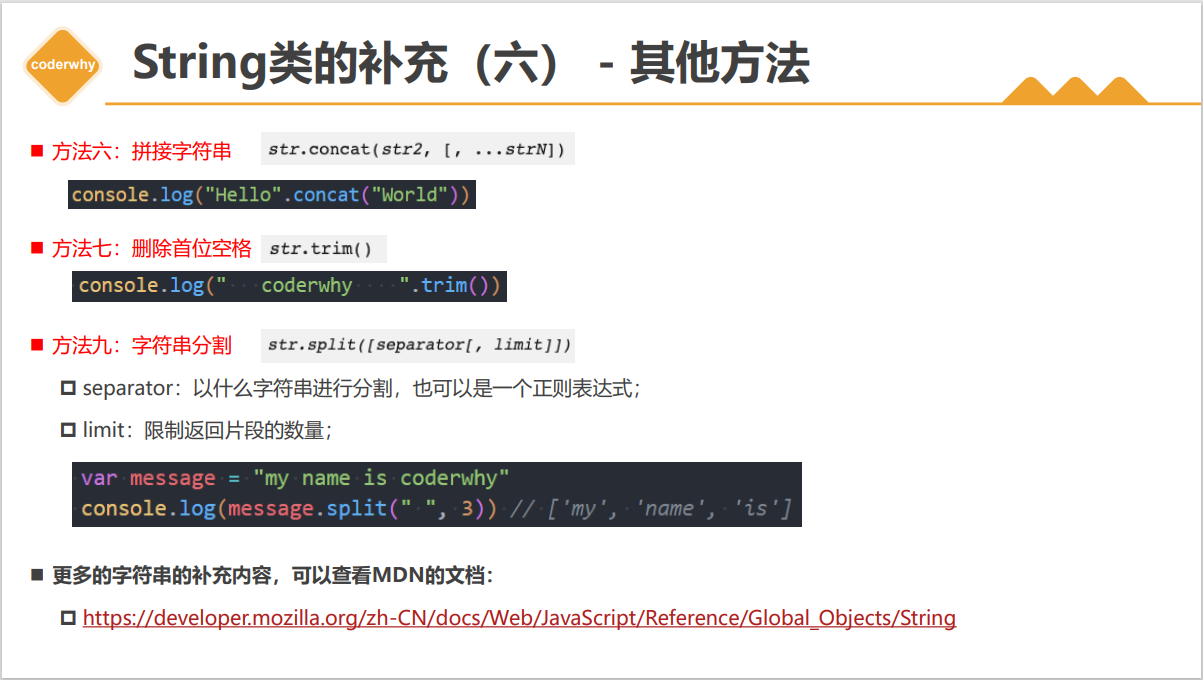 coderwhy
String类的补充（六） - 其他方法
方法六：拼接字符串 str.concat(str2, [, ...strN])
console.log("Hello".concat("World"))
方法七：删除首位空格 str.trim()
console.log("   coderwhy    ".trim())
方法九：字符串分割 str.split([separator[, limit]])
separator：以什么字符串进行分割，也可以是一个正则表达式；
limit：限制返回片段的数量；
var message = "my name is coderwhy"
console.log(message.split(" ", 3)) // ['my', 'name', 'is']
更多的字符串的补充内容，可以查看MDN的文档：
https://developer.mozilla.org/zh-CN/docs/Web/JavaScript/Reference/Global_Objects/String